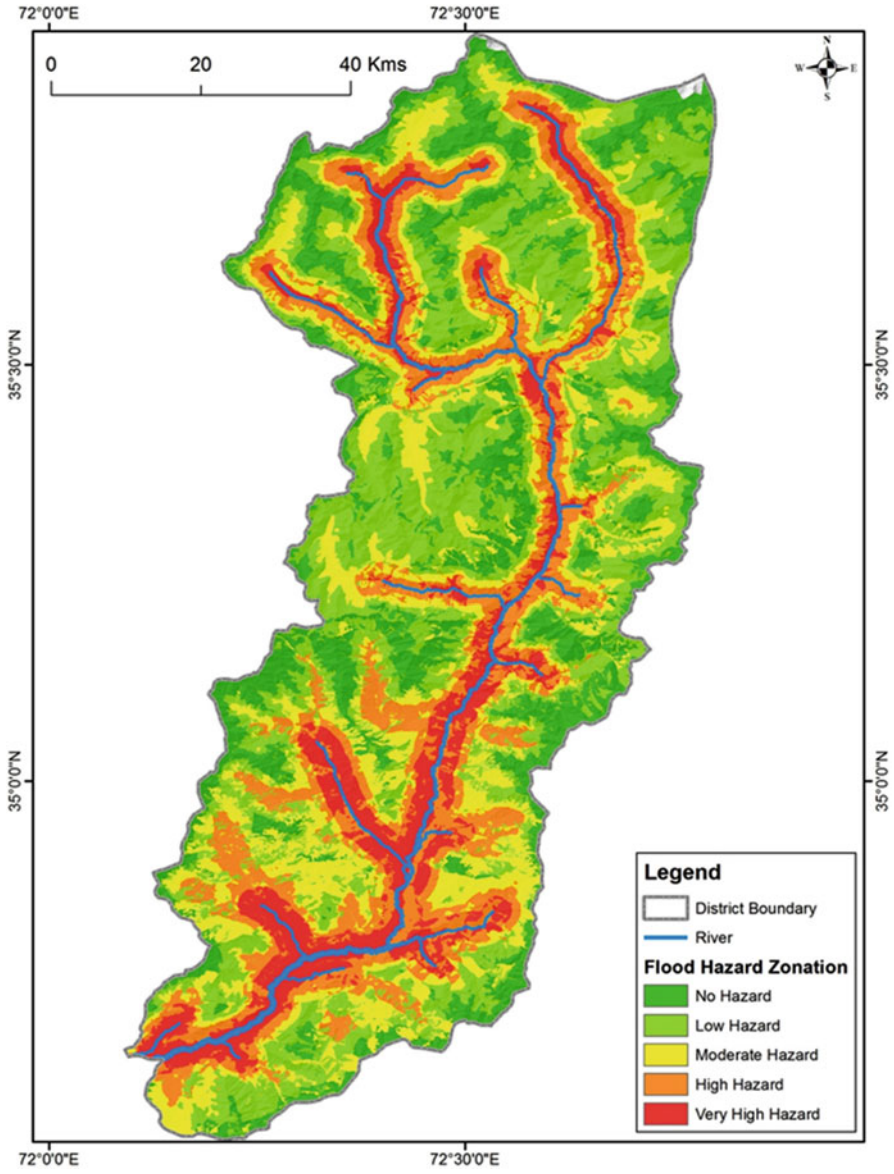 72°0'0"E
72°30'0"E
0
20
40 Kms
N
W
E
S
35°30'0"N
35°30'0"N
35°0'0"N
35°0'0"N
Legend
District Boundary
River
Flood Hazard Zonation
No Hazard
Low Hazard
Moderate Hazard
High Hazard
Very High Hazard
72°0'0"E
72°30'0"E